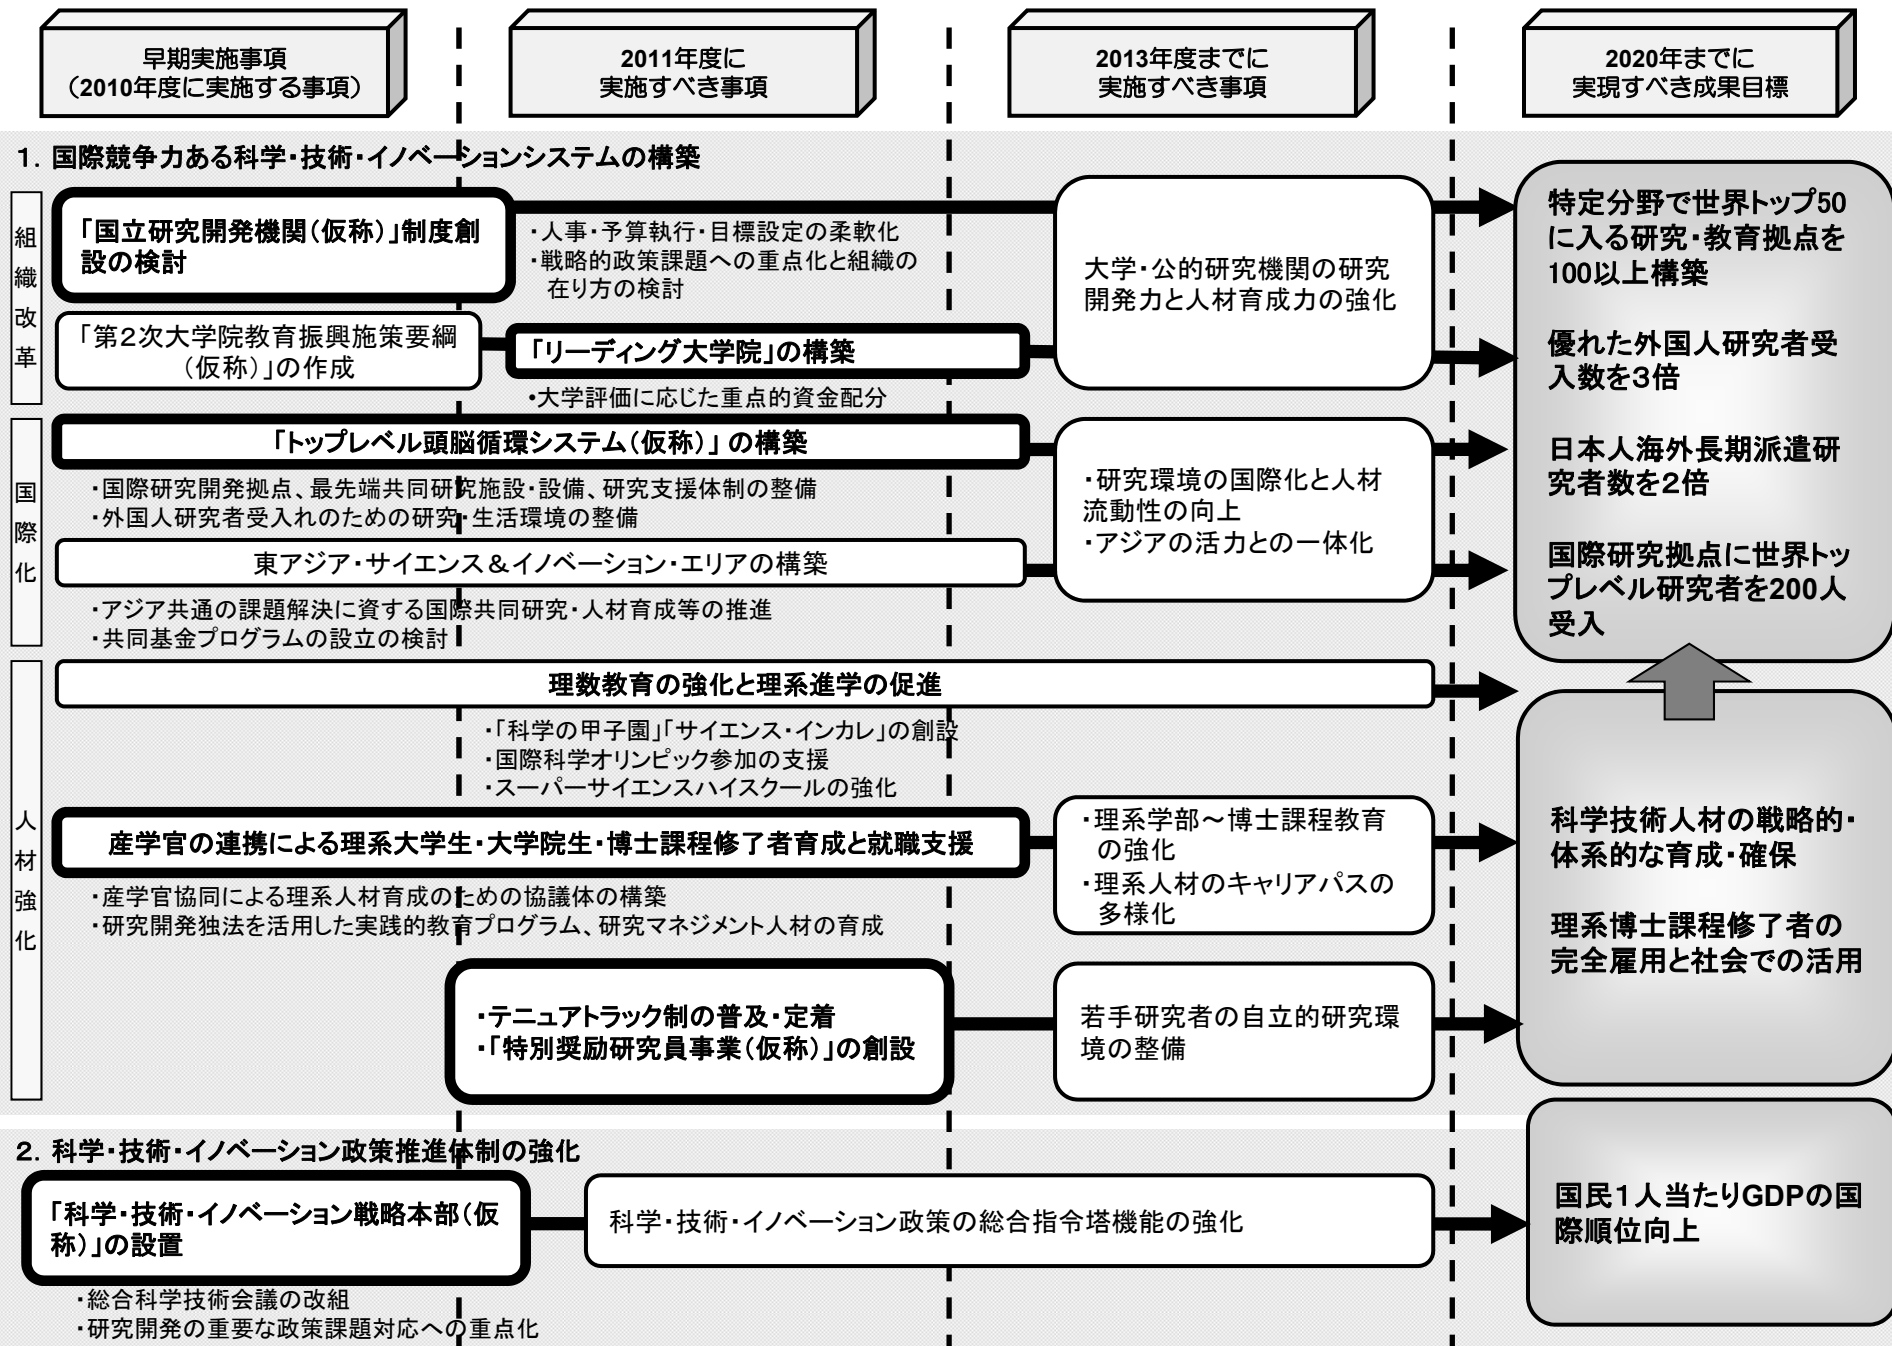 早期実施事項
（2010年度に実施する事項）
2011年度に
実施すべき事項
2013年度までに
実施すべき事項
2020年までに
実現すべき成果目標
１．国際競争力ある科学・技術・イノベーションシステムの構築
組織改革
「国立研究開発機関（仮称）」制度創
設の検討
・人事・予算執行・目標設定の柔軟化
・戦略的政策課題への重点化と組織の
在り方の検討
「第２次大学院教育振興施策要綱
（仮称）」の作成
「リーディング大学院」の構築
•大学評価に応じた重点的資金配分
大学・公的研究機関の研究
開発力と人材育成力の強化
国際化
「トップレベル頭脳循環システム（仮称）」 の構築
・国際研究開発拠点、最先端共同研究施設・設備、研究支援体制の整備
・外国人研究者受入れのための研究・生活環境の整備
東アジア・サイエンス＆イノベーション・エリアの構築
・アジア共通の課題解決に資する国際共同研究・人材育成等の推進
・共同基金プログラムの設立の検討
・研究環境の国際化と人材
流動性の向上
・アジアの活力との一体化
特定分野で世界トップ50
に入る研究・教育拠点を
100以上構築
優れた外国人研究者受
入数を３倍
日本人海外長期派遣研
究者数を２倍
国際研究拠点に世界トッ
プレベル研究者を200人
受入
人材強化
理数教育の強化と理系進学の促進
・「科学の甲子園」「サイエンス・インカレ」の創設
・国際科学オリンピック参加の支援
・スーパーサイエンスハイスクールの強化
産学官の連携による理系大学生・大学院生・博士課程修了者育成と就職支援
・産学官協同による理系人材育成のための協議体の構築
・研究開発独法を活用した実践的教育プログラム、研究マネジメント人材の育成
・理系学部～博士課程教育
の強化
・理系人材のキャリアパスの
多様化
・テニュアトラック制の普及・定着
・「特別奨励研究員事業（仮称）」の創設
若手研究者の自立的研究環
境の整備
科学技術人材の戦略的・
体系的な育成・確保
理系博士課程修了者の
完全雇用と社会での活用
２．科学・技術・イノベーション政策推進体制の強化
「科学・技術・イノベーション戦略本部（仮
称）」の設置
・総合科学技術会議の改組
・研究開発の重要な政策課題対応への重点化
科学・技術・イノベーション政策の総合指令塔機能の強化
国民１人当たりGDPの国
際順位向上